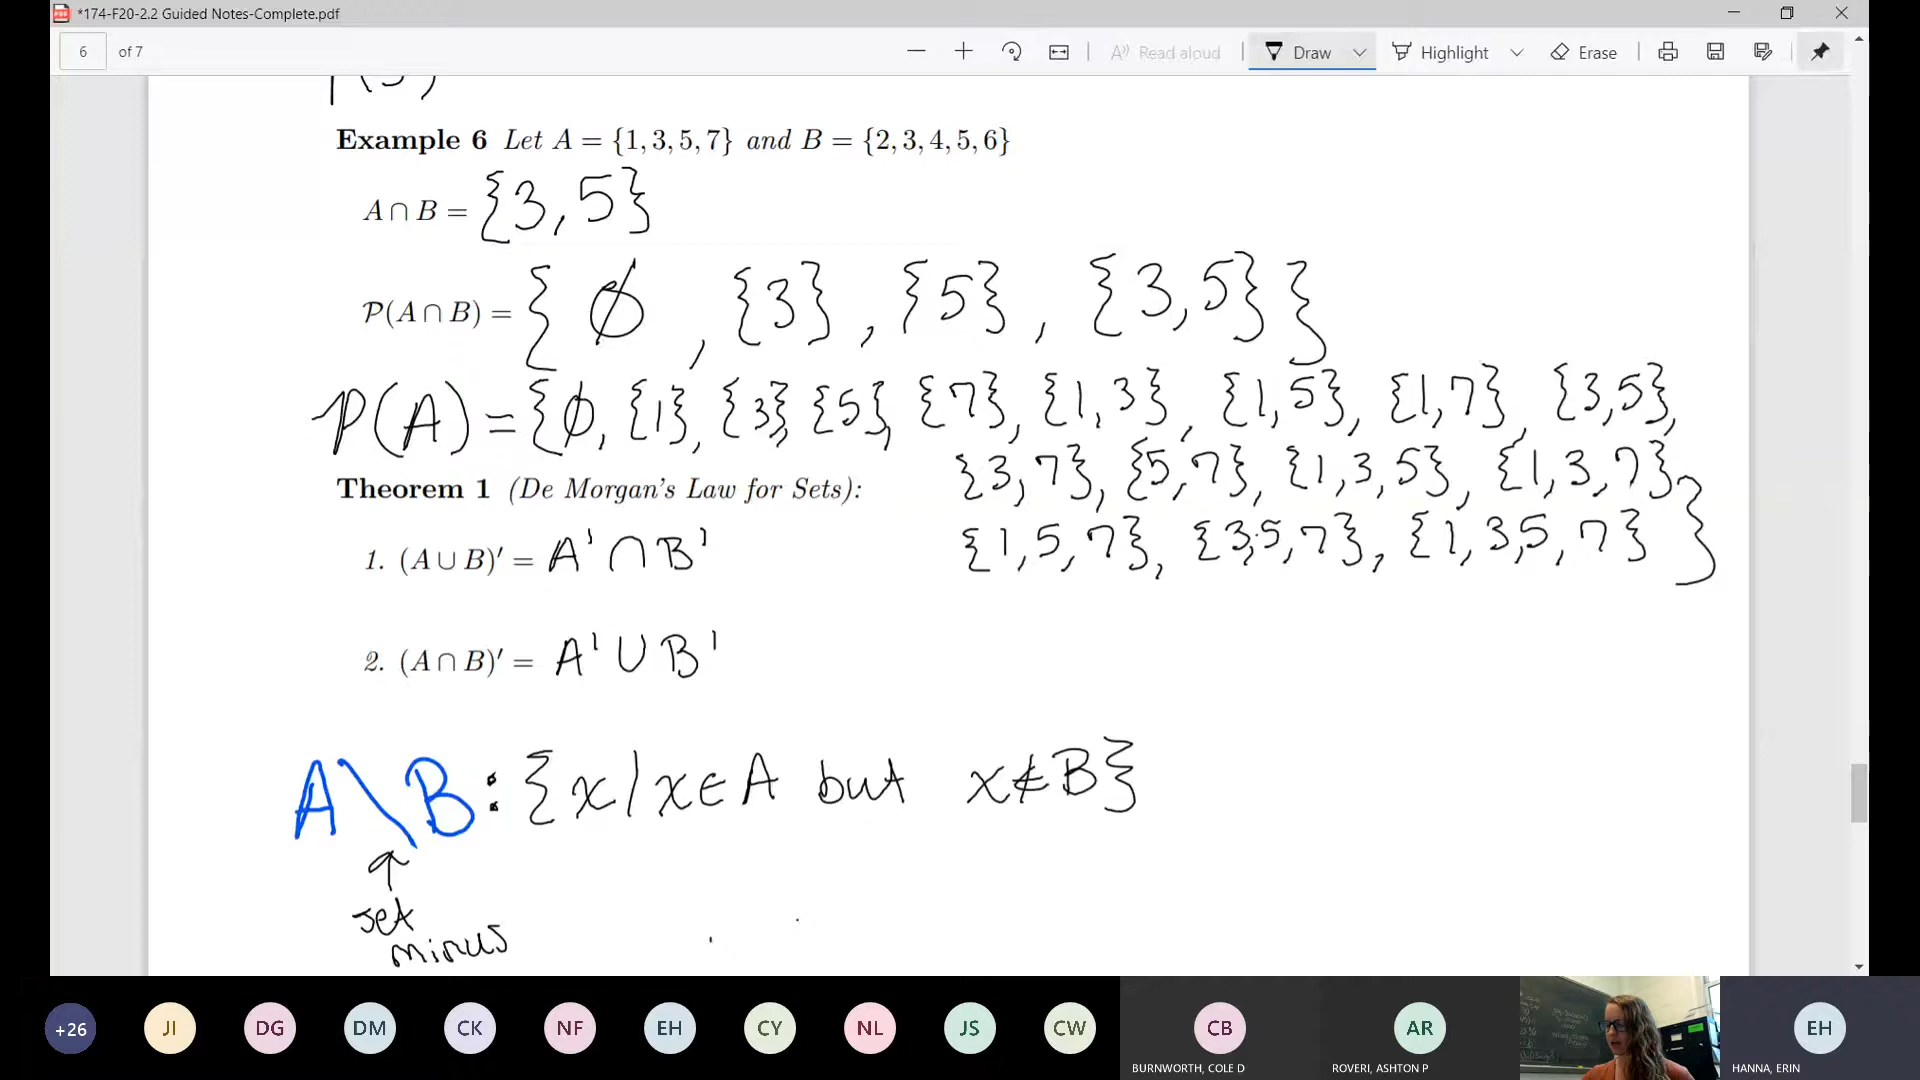 *174-F20-2.2 Guided Notes-Complete.pdf
6 of 7 Read aloud Draw Highlight Erase
Example 6 Let A = {1, 3, 5, 7} and B = {2, 3, 4, 5, 6}
A ∩ B = {3, 5}
P(A ∩ B) = { ∅, {3}, {5}, {3, 5} }
P(A) = {∅, {1}, {3}, {5}, {7}, {1, 3}, {1, 5}, {1, 7}, {3, 5},
{3, 7}, {5, 7}, {1, 3, 5}, {1, 3, 7},
{1, 5, 7}, {3, 5, 7}, {1, 3, 5, 7} }
Theorem 1 (De Morgan's Law for Sets):
1. (A ∪ B)′ = A' ∩ B'
2. (A ∩ B)′ = A' ∪ B'
A\B : {x | x ∈ A but x ∉ B}
↑
set
minus
+26 JI DG DM CK NF EH CY NL JS CW CB AR EH
BURNWORTH, COLE D ROVERI, ASHTON P HANNA, ERIN